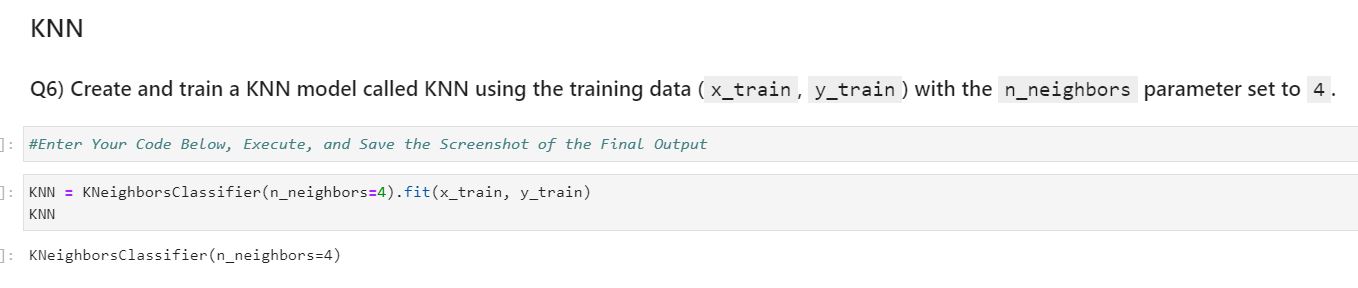 KNN
Q6) Create and train a KNN model called KNN using the training data ( x_train , y_train ) with the n_neighbors parameter set to 4 .
]: #Enter Your Code Below, Execute, and Save the Screenshot of the Final Output
]: KNN = KNeighborsClassifier(n_neighbors=4).fit(x_train, y_train)
KNN
]: KNeighborsClassifier(n_neighbors=4)